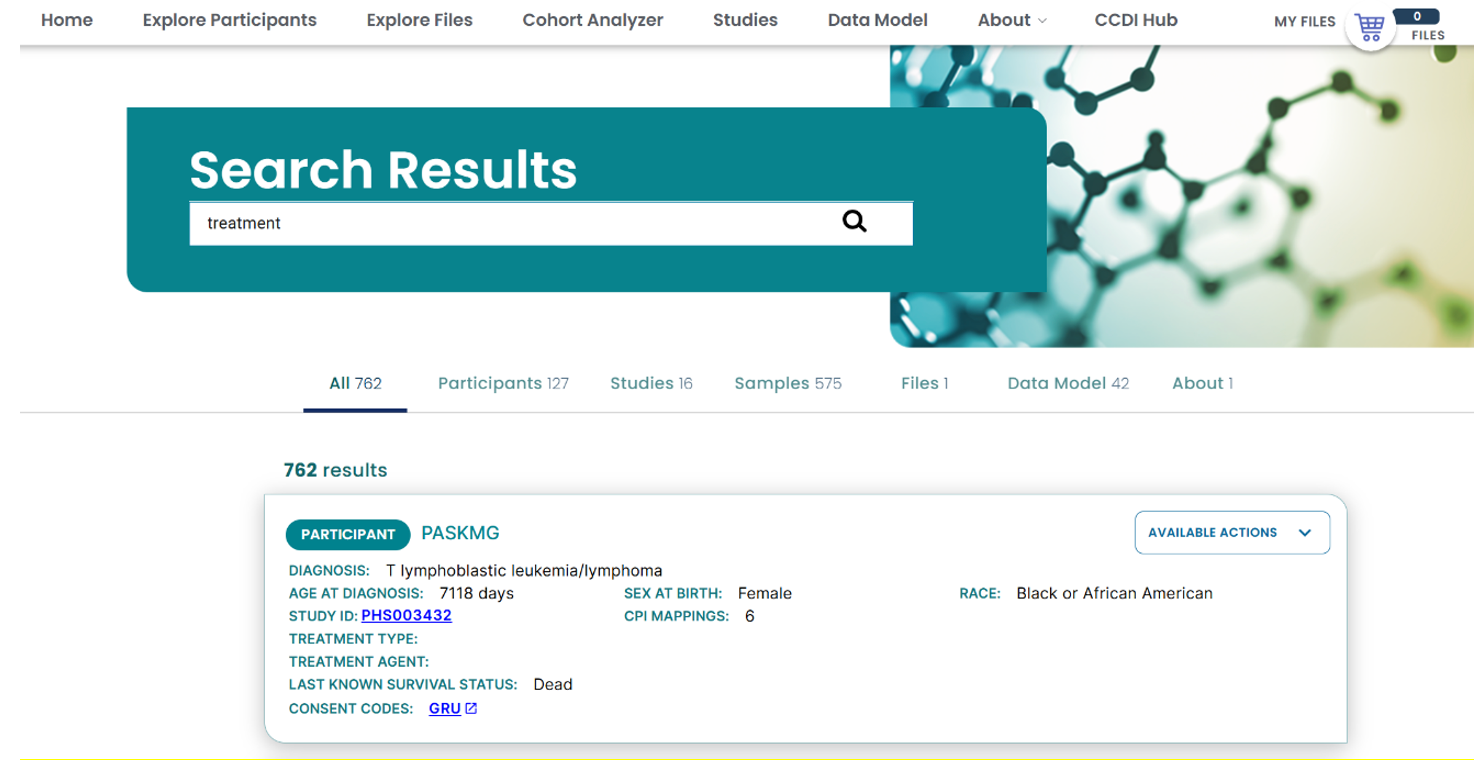 Home Explore Participants Explore Files Cohort Analyzer Studies Data Model About CCDI Hub MY FILES 0 FILES
Search Results
treatment
All 762 Participants 127 Studies 16 Samples 575 Files 1 Data Model 42 About 1
762 results
PARTICIPANT PASKMG AVAILABLE ACTIONS
DIAGNOSIS: T lymphoblastic leukemia/lymphoma
AGE AT DIAGNOSIS: 7118 days SEX AT BIRTH: Female RACE: Black or African American
STUDY ID: PHS003432 CPI MAPPINGS: 6
TREATMENT TYPE:
TREATMENT AGENT:
LAST KNOWN SURVIVAL STATUS: Dead
CONSENT CODES: GRU